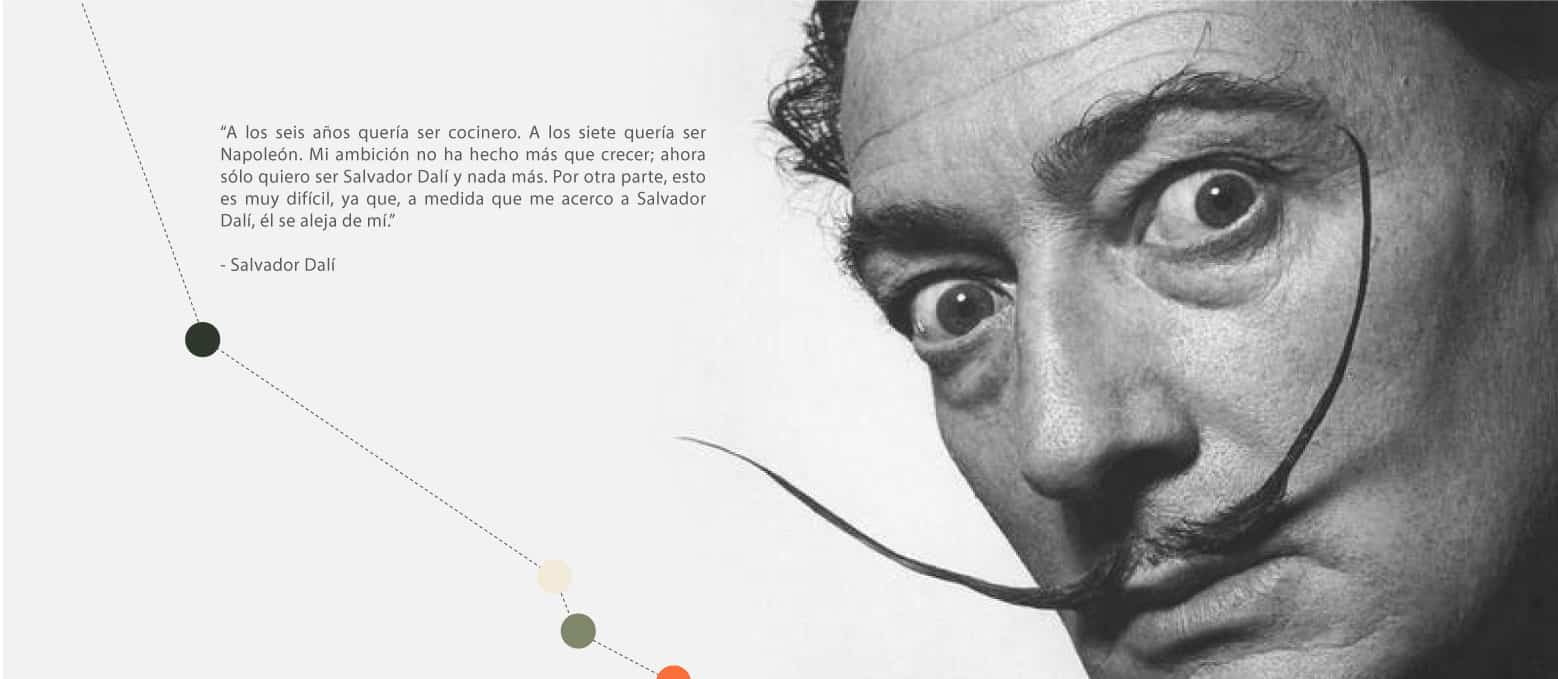 “A los seis años quería ser cocinero. A los siete quería ser
Napoleón. Mi ambición no ha hecho más que crecer; ahora
sólo quiero ser Salvador Dalí y nada más. Por otra parte, esto
es muy difícil, ya que, a medida que me acerco a Salvador
Dalí, él se aleja de mí.”
- Salvador Dalí